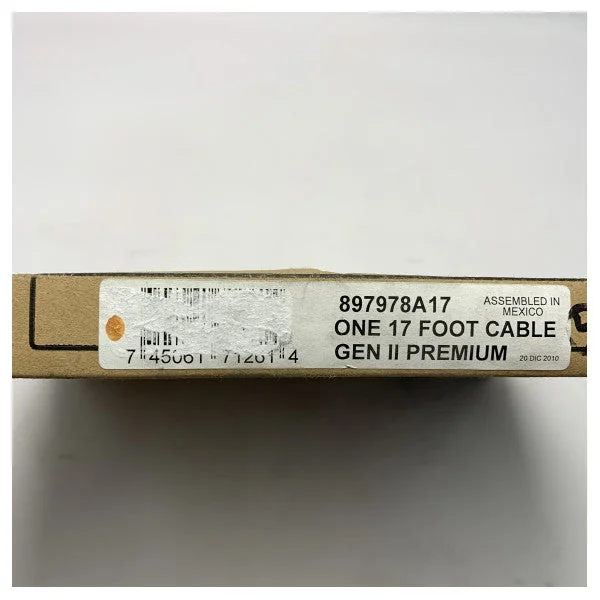 897978A17
ASSEMBLED IN
MEXICO
ONE 17 FOOT CABLE
GEN II PREMIUM
20 DIC 2010
7 45061 71261 4